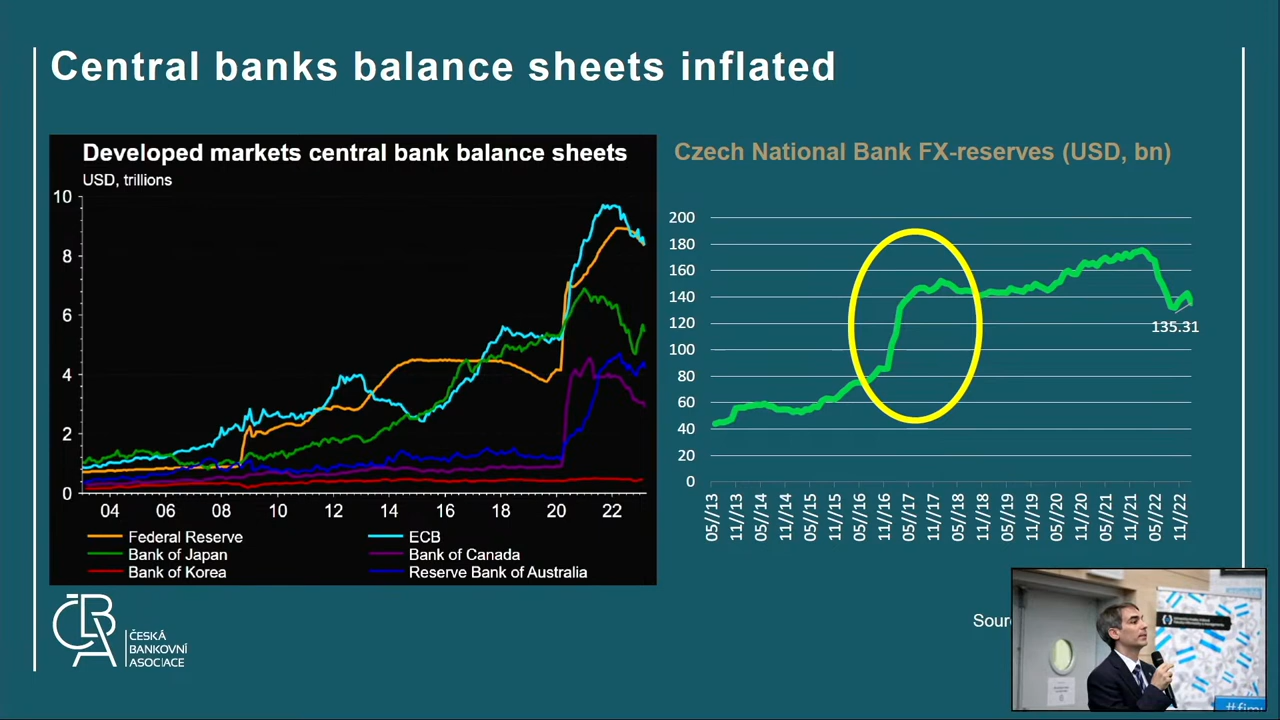 Central banks balance sheets inflated
Developed markets central bank balance sheets
USD, trillions
10
8
6
4
2
0
04 06 08 10 12 14 16 18 20 22
Federal Reserve
Bank of Japan
Bank of Korea
ECB
Bank of Canada
Reserve Bank of Australia
Czech National Bank FX-reserves (USD, bn)
200
180
160
140
120
100
80
60
40
20
0
135.31
05//13 11//13 05//14 11//14 05//15 11//15 05//16 11//16 05//17 11//17 05//18 11//18 05//19 11//19 05//20 11//20 05//21 11//21 05//22 11//22
ČBA
ČESKÁ
BANKOVNÍ
ASOCIACE
Sour